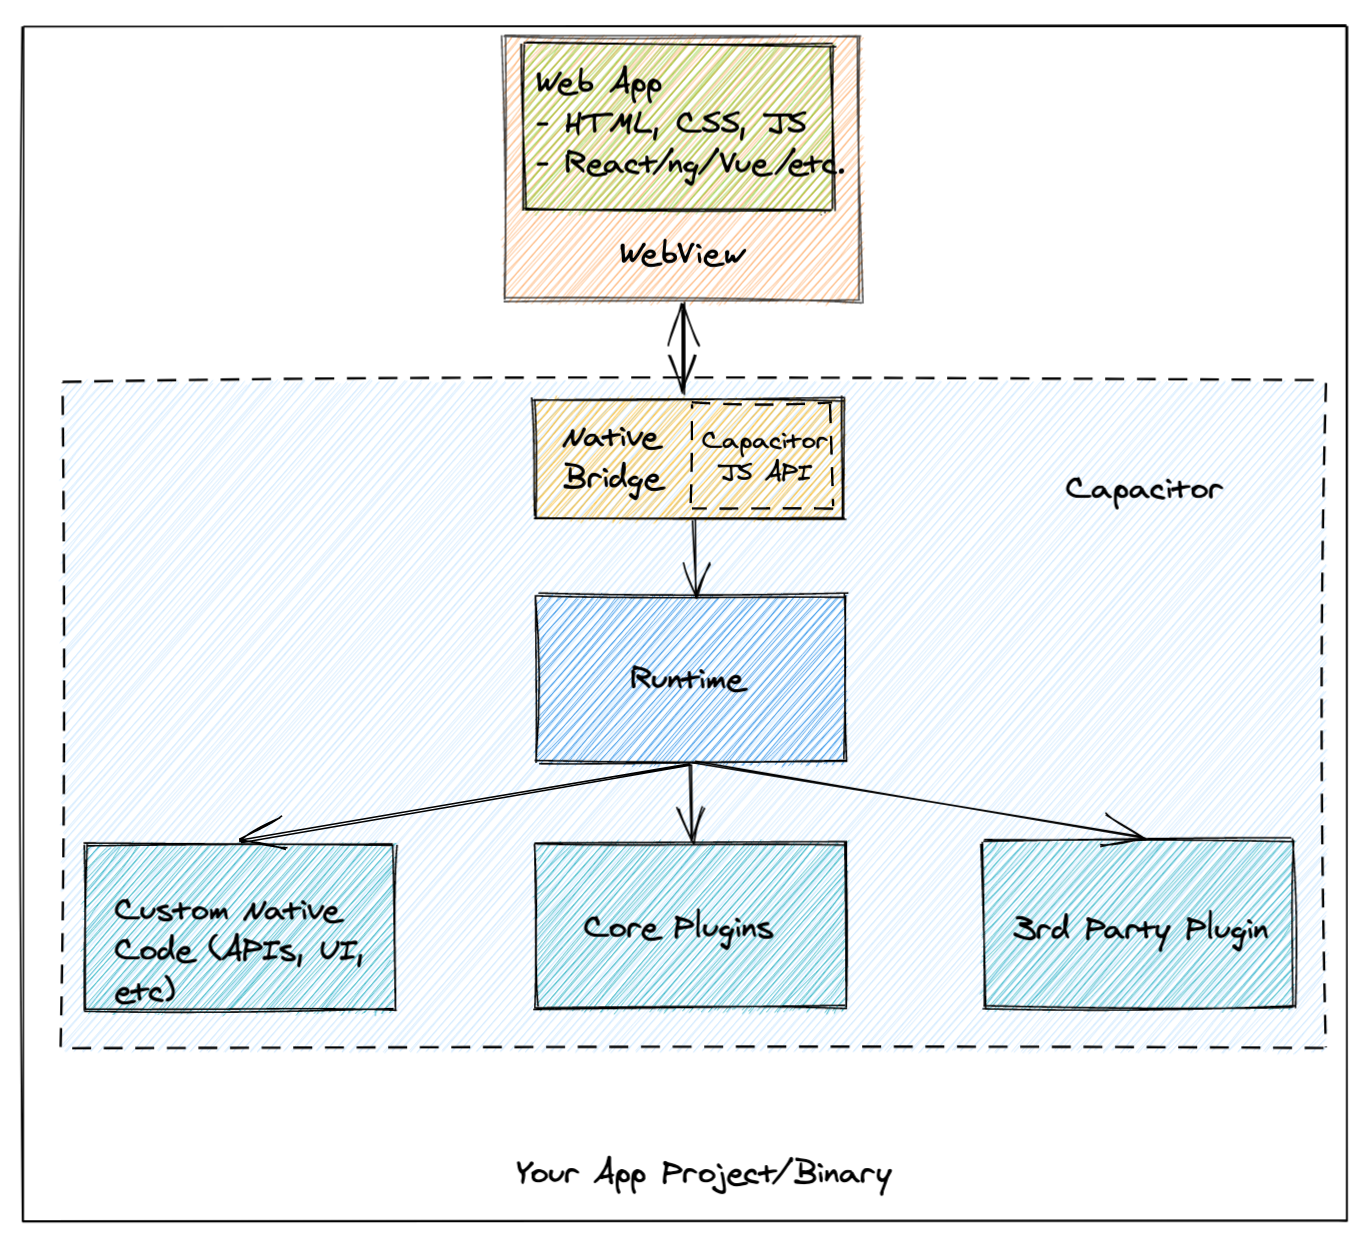 Web App
- HTML, CSS, JS
- React/ng/Vue/etc.
WebView
Native
Bridge
Capacitor
JS API
Capacitor
Runtime
Custom Native
Code (APIs, UI,
etc)
Core Plugins
3rd Party Plugin
Your App Project/Binary